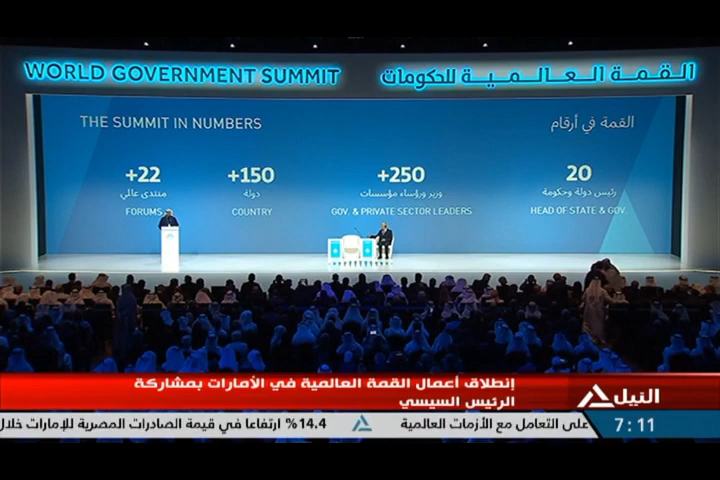 WORLD GOVERNMENT SUMMIT
القمة العالمية للحكومات
THE SUMMIT IN NUMBERS
القمة في أرقام
+22
منتدى عالمي
FORUMS
+150
دولة
COUNTRY
+250
وزير ورؤساء مؤسسات
GOV. & PRIVATE SECTOR LEADERS
20
رئيس دولة وحكومة
HEAD OF STATE & GOV.
إنطلاق أعمال القمة العالمية في الأمارات بمشاركة
الرئيس السيسي
النيل
على التعامل مع الأزمات العالمية
14.4% ارتفاعا في قيمة الصادرات المصرية للإمارات خلال
7:11